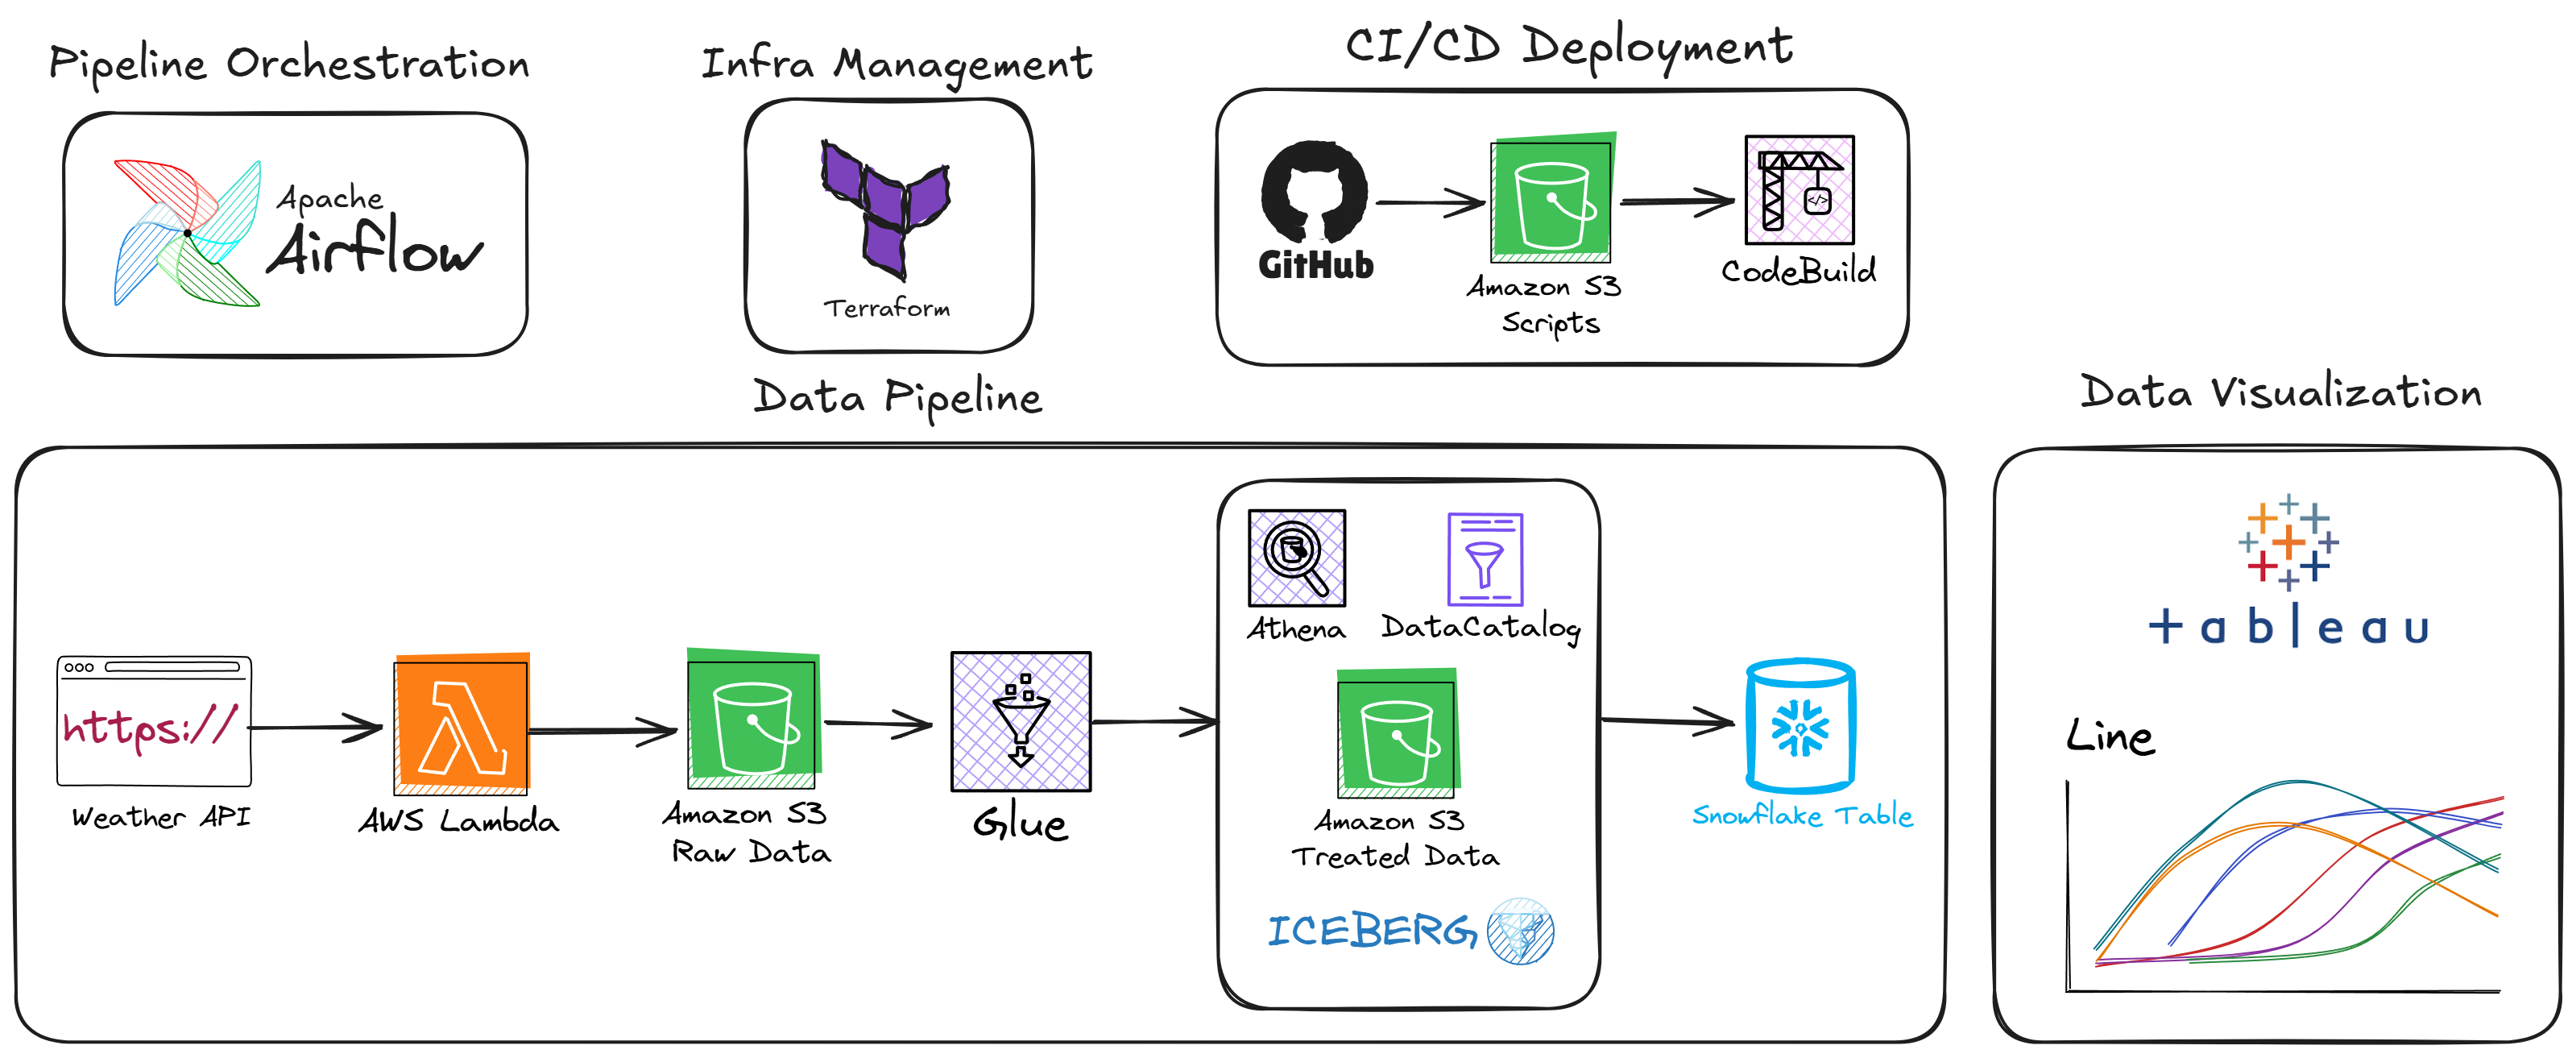 Pipeline Orchestration
Apache
Airflow
Infra Management
Terraform
CI/CD Deployment
GitHub
Amazon S3
Scripts
</>
CodeBuild
Data Pipeline
https://
Weather API
AWS Lambda
Amazon S3
Raw Data
Glue
Athena
DataCatalog
Amazon S3
Treated Data
ICEBERG
Snowflake Table
Data Visualization
+ableau
Line